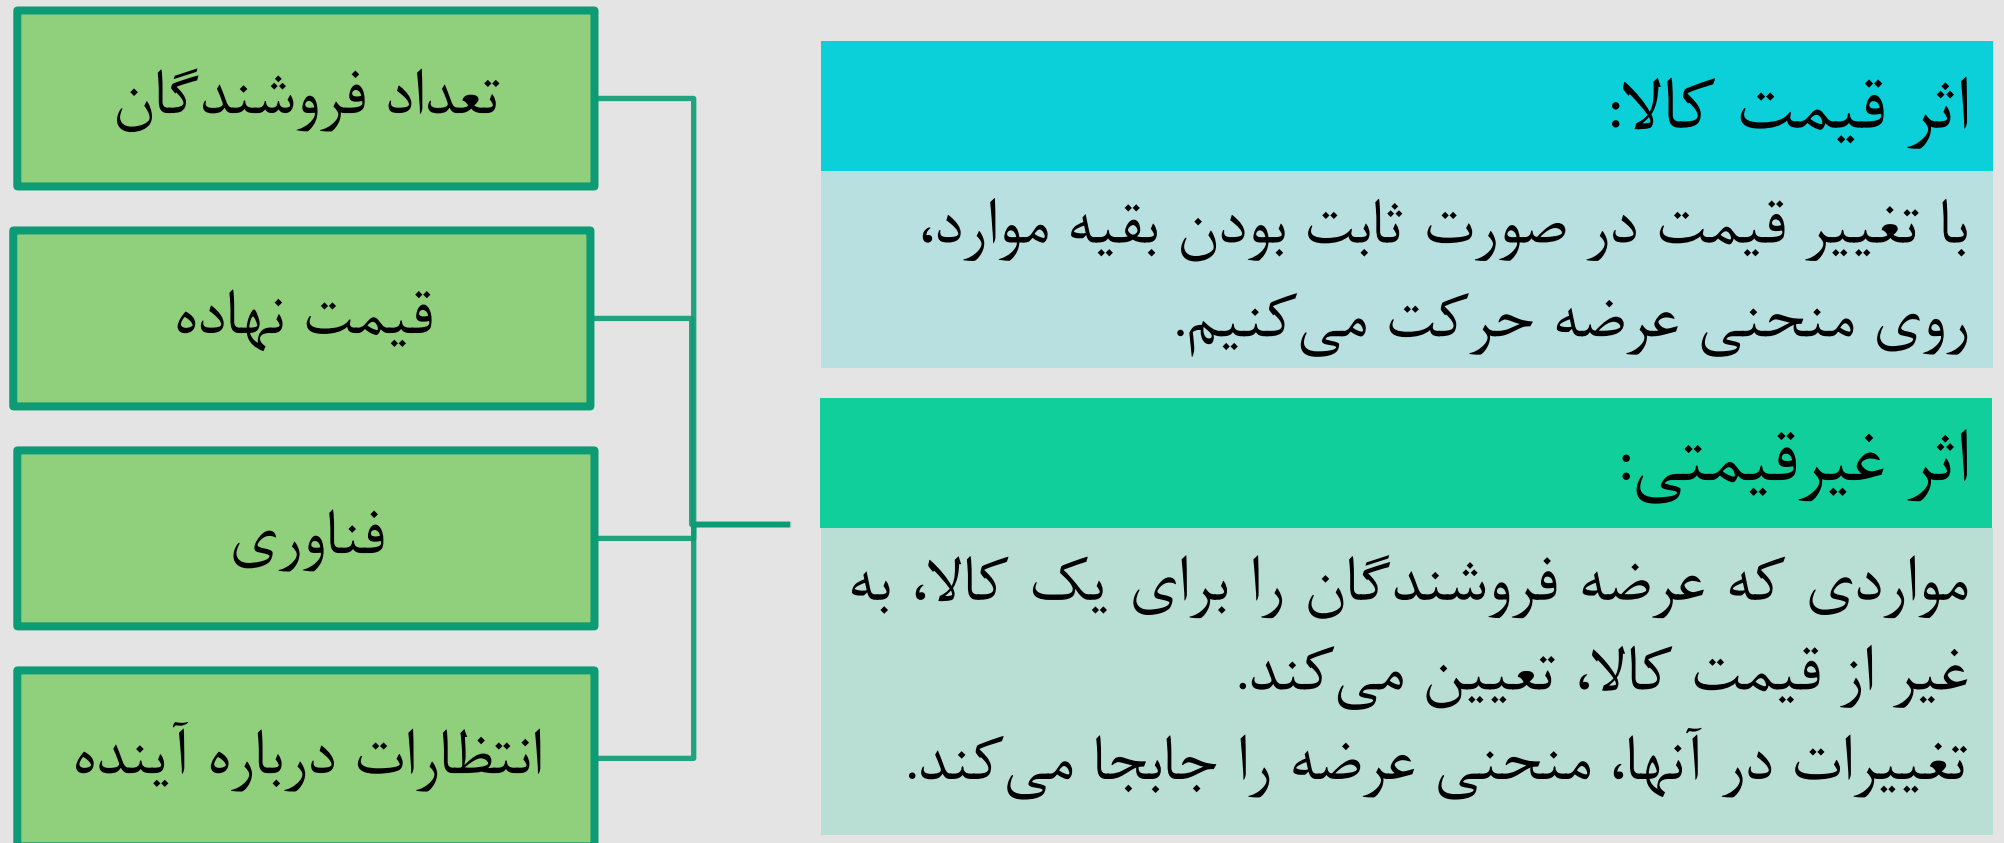 اثر قیمت کالا:
با تغییر قیمت در صورت ثابت بودن بقیه موارد،
روی منحنی عرضه حرکت می‌کنیم.
اثر غیرقیمتی:
مواردی که عرضه فروشندگان را برای یک کالا، به
غیر از قیمت کالا، تعیین می‌کند.
تغییرات در آنها، منحنی عرضه را جابجا می‌کند.
تعداد فروشندگان
قیمت نهاده
فناوری
انتظارات درباره آینده